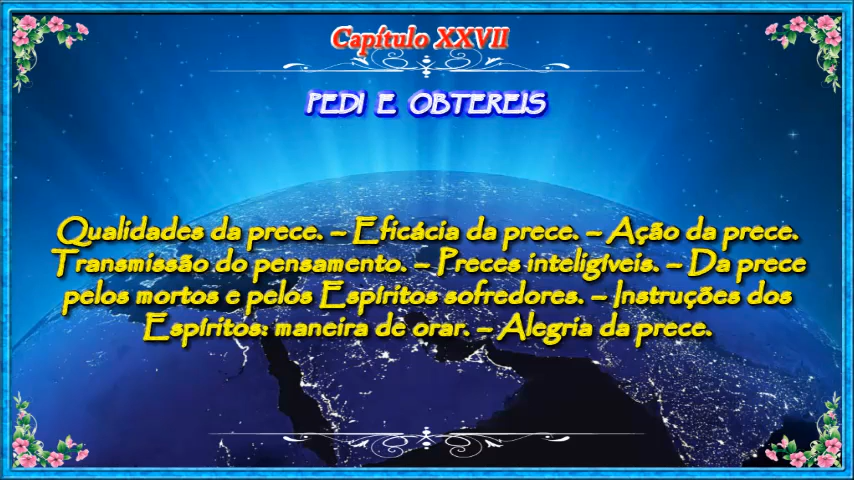 Capítulo XXVII
PEDI E OBTEREIS
Qualidades da prece. – Eficácia da prece. – Ação da prece.
Transmissão do pensamento. – Preces inteligíveis. – Da prece
pelos mortos e pelos Espíritos sofredores. – Instruções dos
Espíritos: maneira de orar. – Alegria da prece.